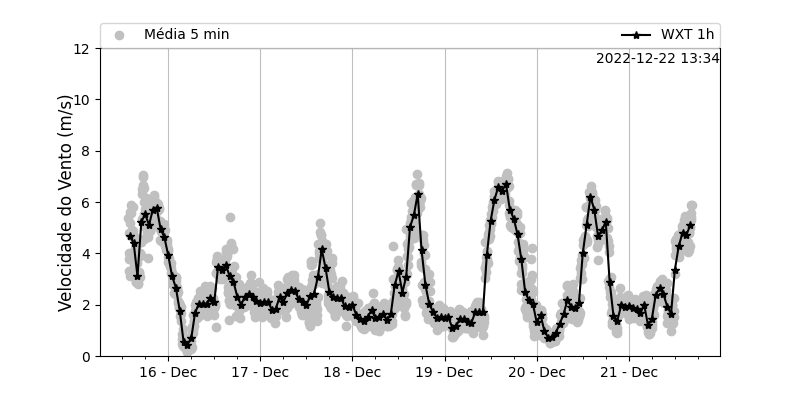 Média 5 min
WXT 1h
2022-12-22 13:34
Velocidade do Vento (m/s)
12
10
8
6
4
2
0
16 - Dec
17 - Dec
18 - Dec
19 - Dec
20 - Dec
21 - Dec